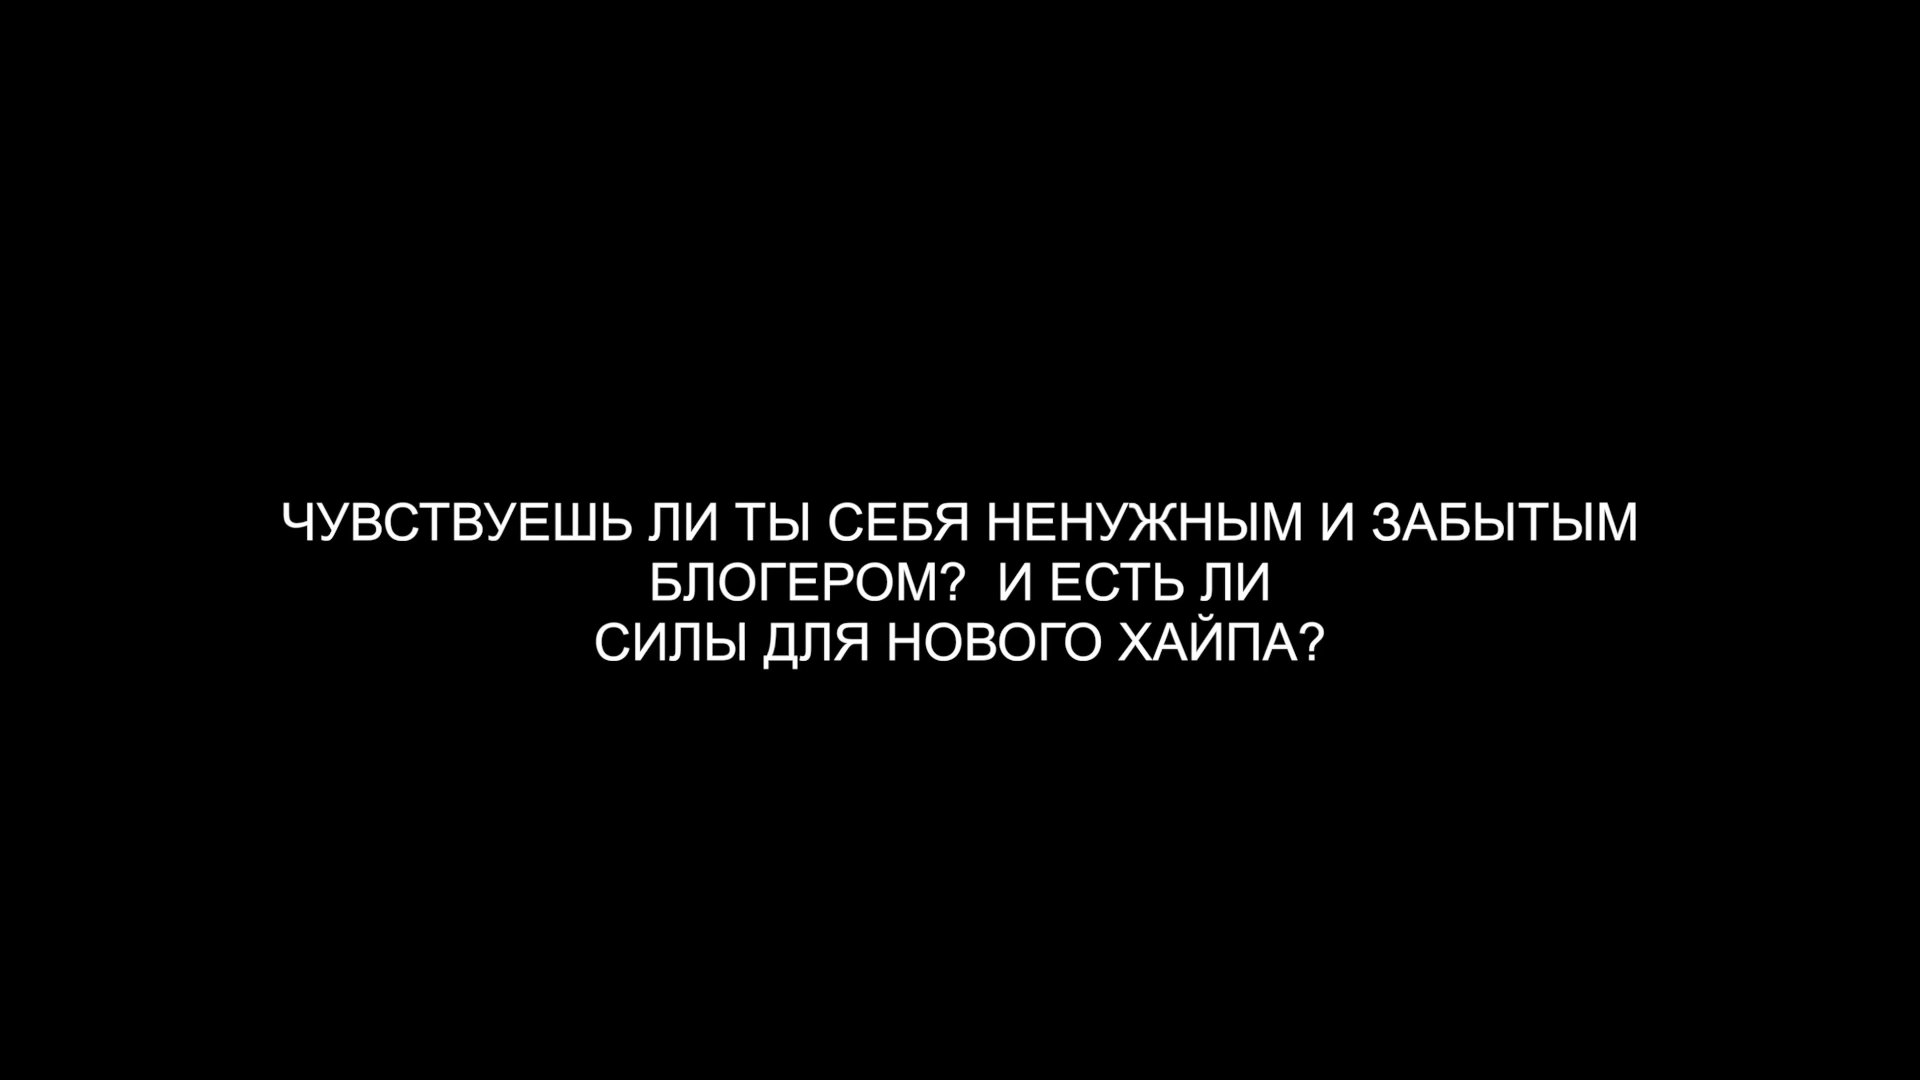 ЧУВСТВУЕШЬ ЛИ ТЫ СЕБЯ НЕНУЖНЫМ И ЗАБЫТЫМ
БЛОГЕРОМ?  И ЕСТЬ ЛИ
СИЛЫ ДЛЯ НОВОГО ХАЙПА?